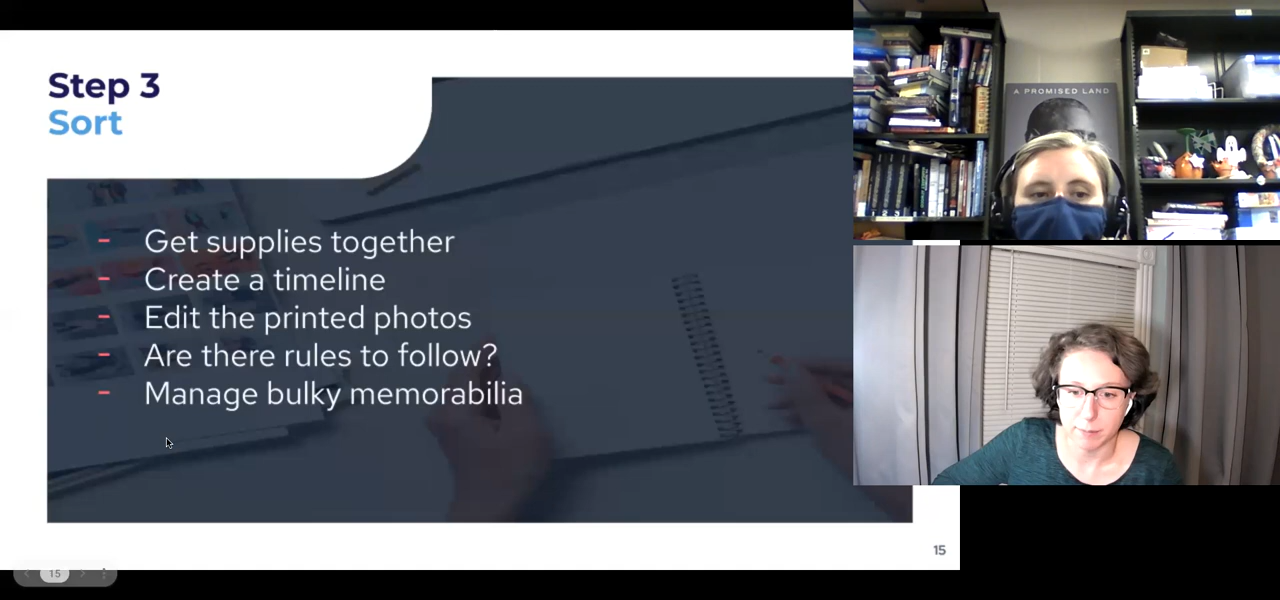 Step 3
Sort
- Get supplies together
- Create a timeline
- Edit the printed photos
- Are there rules to follow?
- Manage bulky memorabilia
15
15
A PROMISED LAND